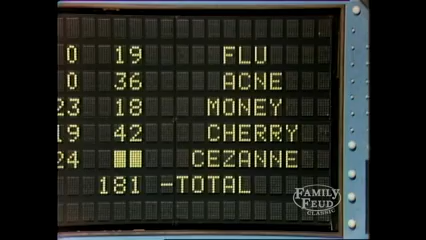 0 19 FLU
0 36 ACNE
23 18 MONEY
19 42 CHERRY
24 CEZANNE
181 -TOTAL
FAMILY
FEUD
CLASSIC